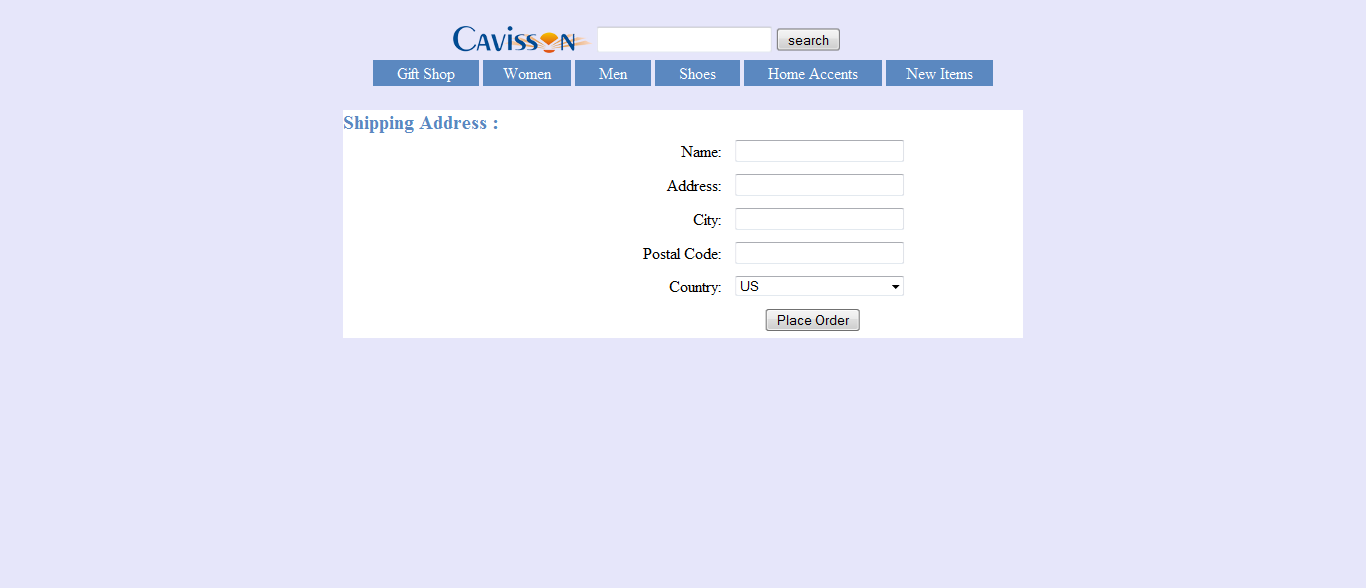 CAVISSON search
Gift Shop Women Men Shoes Home Accents New Items
Shipping Address :
Name:
Address:
City:
Postal Code:
Country: US
Place Order